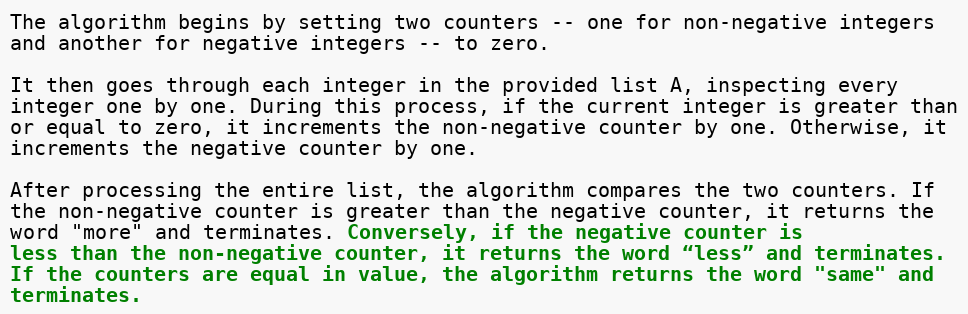 The algorithm begins by setting two counters -- one for non-negative integers
and another for negative integers -- to zero.
It then goes through each integer in the provided list A, inspecting every
integer one by one. During this process, if the current integer is greater than
or equal to zero, it increments the non-negative counter by one. Otherwise, it
increments the negative counter by one.
After processing the entire list, the algorithm compares the two counters. If
the non-negative counter is greater than the negative counter, it returns the
word "more" and terminates. Conversely, if the negative counter is
less than the non-negative counter, it returns the word “less” and terminates.
If the counters are equal in value, the algorithm returns the word "same" and
terminates.